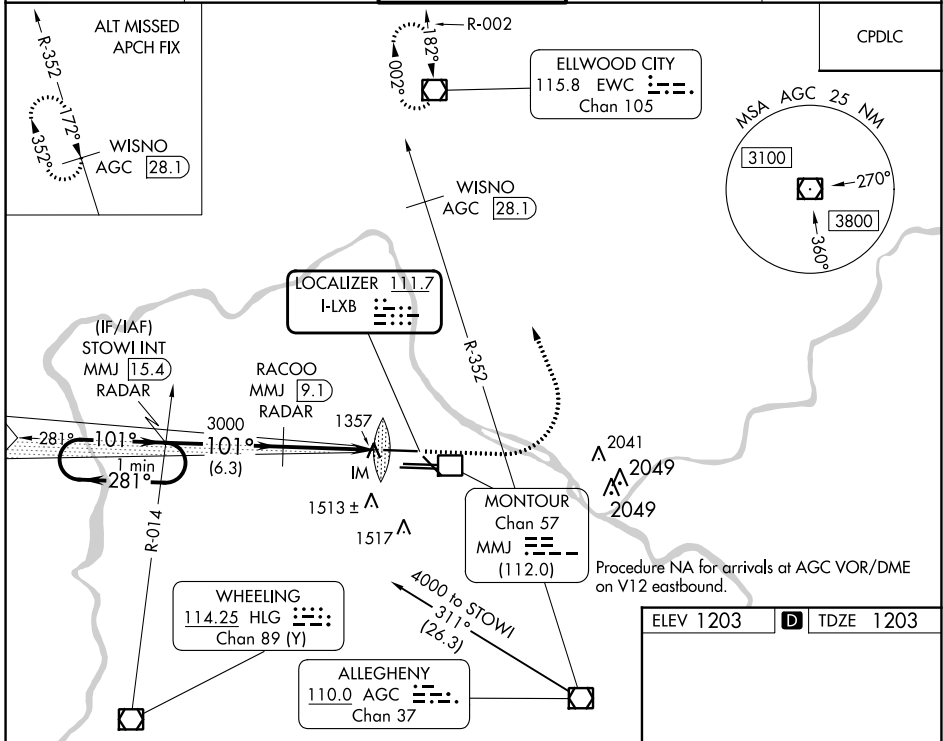 ALT MISSED
APCH FIX
R-352
172°
352°
WISNO
AGC 28.1
R-002
182°
002°
ELLWOOD CITY
115.8 EWC
Chan 105
CPDLC
MSA AGC 25 NM
3100
270°
3800
360°
WISNO
AGC 28.1
LOCALIZER 111.7
I-LXB
R-352
(IF/IAF)
STOWI INT
MMJ 15.4
RADAR
RACOO
MMJ 9.1
RADAR
3000
101°
(6.3)
281°
101°
1 min
281°
1357
IM
1513 ±
1517
2041
2049
2049
MONTOUR
Chan 57
MMJ
(112.0)
Procedure NA for arrivals at AGC VOR/DME
on V12 eastbound.
R-014
WHEELING
114.25 HLG
Chan 89 (Y)
4000 to STOWI
311°
(26.3)
ALLEGHENY
110.0 AGC
Chan 37
ELEV 1203 D TDZE 1203